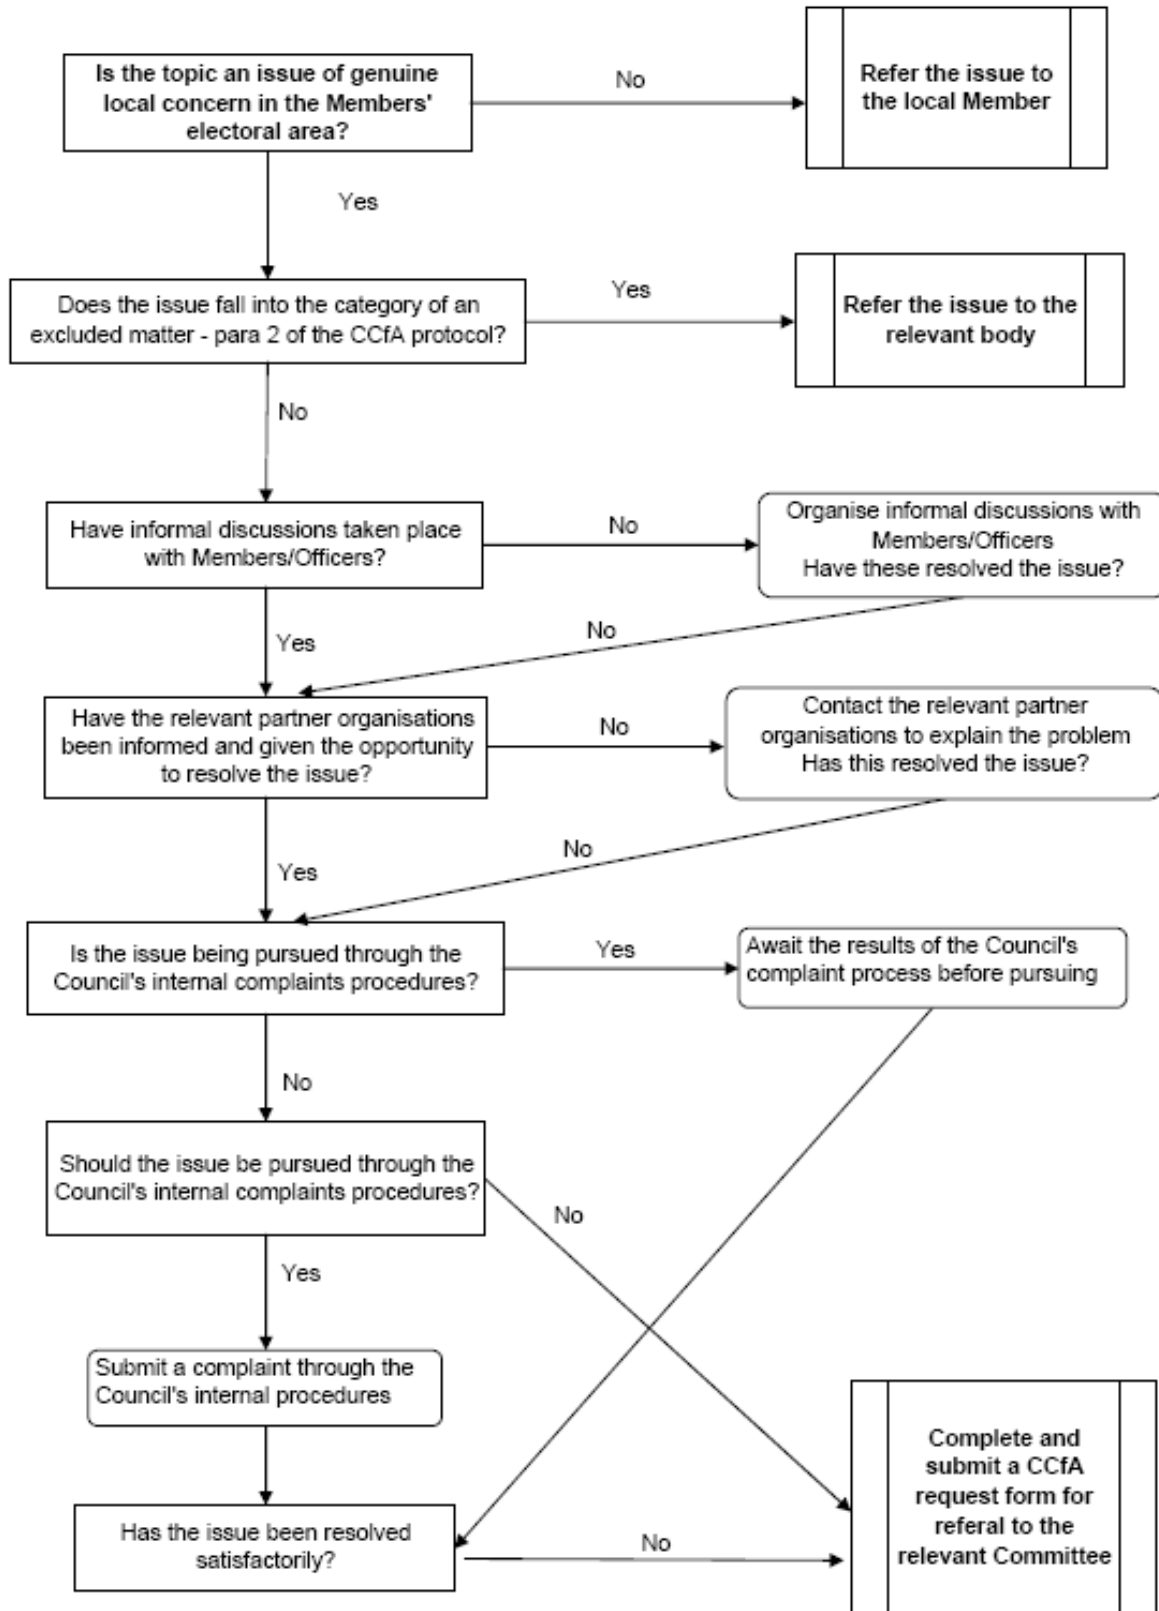 Is the topic an issue of genuine
local concern in the Members'
electoral area?
No
Refer the issue to
the local Member
Yes
Does the issue fall into the category of an
excluded matter - para 2 of the CCfA protocol?
Yes
Refer the issue to the
relevant body
No
Have informal discussions taken place
with Members/Officers?
No
Organise informal discussions with
Members/Officers
Have these resolved the issue?
Yes
No
Have the relevant partner organisations
been informed and given the opportunity
to resolve the issue?
No
Contact the relevant partner
organisations to explain the problem
Has this resolved the issue?
Yes
No
Is the issue being pursued through the
Council's internal complaints procedures?
Yes
Await the results of the Council's
complaint process before pursuing
No
Should the issue be pursued through the
Council's internal complaints procedures?
No
Yes
Submit a complaint through the
Council's internal procedures
Has the issue been resolved
satisfactorily?
No
Complete and
submit a CCfA
request form for
referal to the
relevant Committee